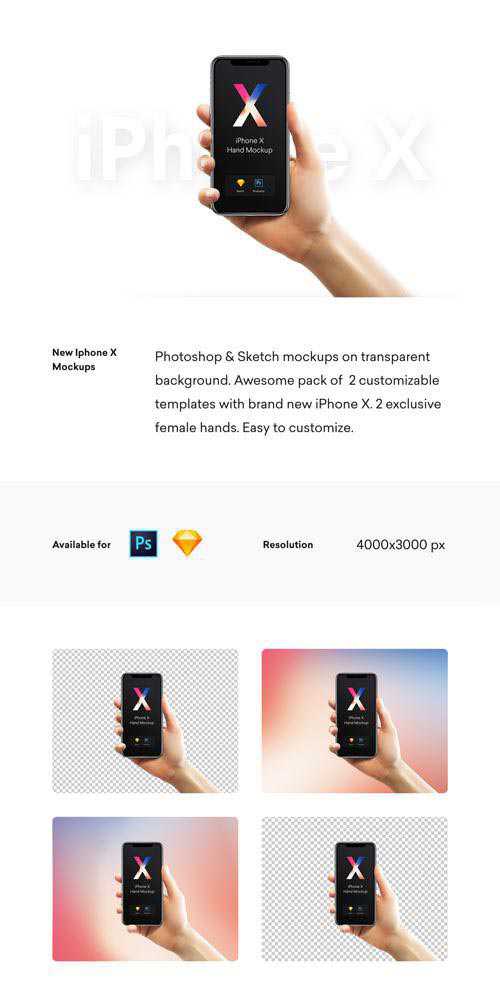 iPhone X
X
iPhone X
Hand Mockup
New Iphone X
Mockups
Photoshop & Sketch mockups on transparent
background. Awesome pack of 2 customizable
templates with brand new iPhone X. 2 exclusive
female hands. Easy to customize.
Available for
Ps
Resolution
4000x3000 px
X
iPhone X
Hand Mockup
X
iPhone X
Hand Mockup
X
iPhone X
Hand Mockup
X
iPhone X
Hand Mockup